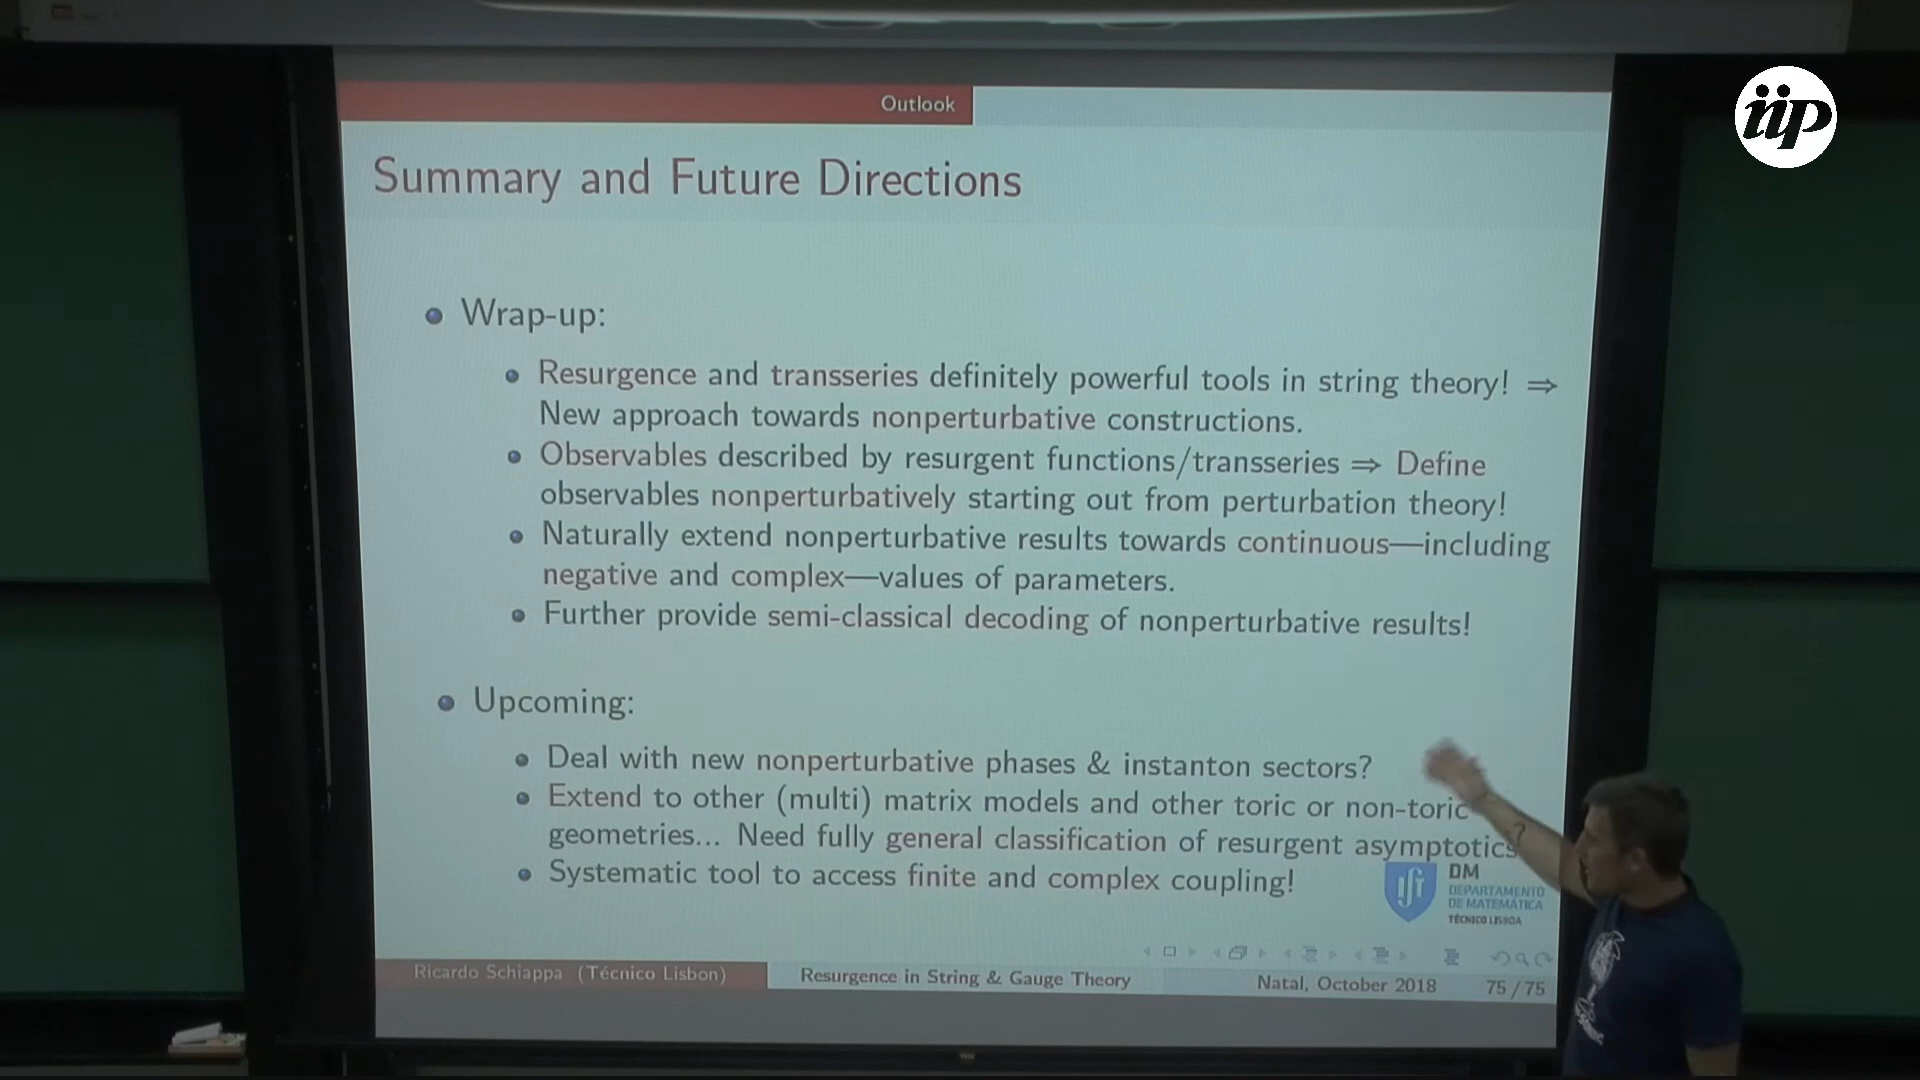 iip
Outlook
Summary and Future Directions
Wrap-up:
Resurgence and transseries definitely powerful tools in string theory! ⇒
New approach towards nonperturbative constructions.
Observables described by resurgent functions/transseries ⇒ Define
observables nonperturbatively starting out from perturbation theory!
Naturally extend nonperturbative results towards continuous—including
negative and complex—values of parameters.
Further provide semi-classical decoding of nonperturbative results!
Upcoming:
Deal with new nonperturbative phases & instanton sectors?
Extend to other (multi) matrix models and other toric or non-toric
geometries... Need fully general classification of resurgent asymptotics?
Systematic tool to access finite and complex coupling!
DM
DEPARTAMENTO
DE MATEMÁTICA
TÉCNICO LISBOA
Ricardo Schiappa (Técnico Lisbon)
Resurgence in String & Gauge Theory
Natal, October 2018
75 / 75